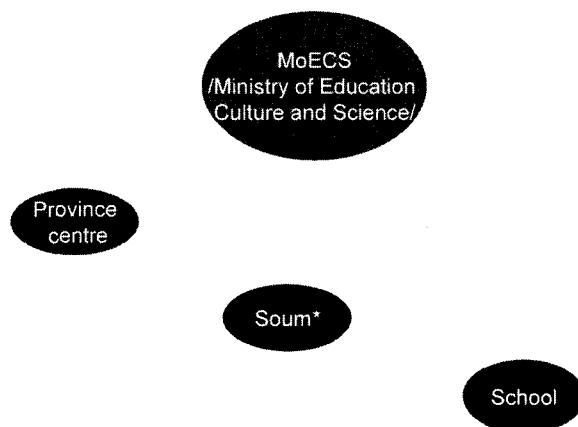 MoECS
/Ministry of Education
Culture and Science/
Province
centre
Soum*
School